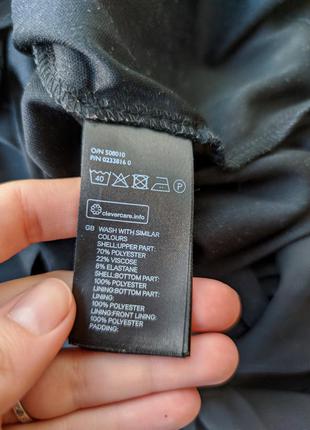 O/N 508010
P/N 0233816 0
40 P
clevercare.info
GB WASH WITH SIMILAR
COLOURS
SHELL:UPPER PART:
70% POLYESTER
22% VISCOSE
8% ELASTANE
SHELL:BOTTOM PART:
100% POLYESTER
LINING:BOTTOM PART:
LINING:
100% POLYESTER
LINING:FRONT LINING:
100% POLYESTER
PADDING: